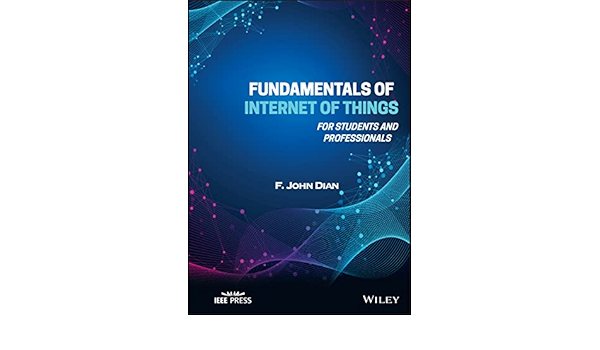 FUNDAMENTALS OF
INTERNET OF THINGS
FOR STUDENTS AND
PROFESSIONALS
F. JOHN DIAN
IEEE PRESS
WILEY